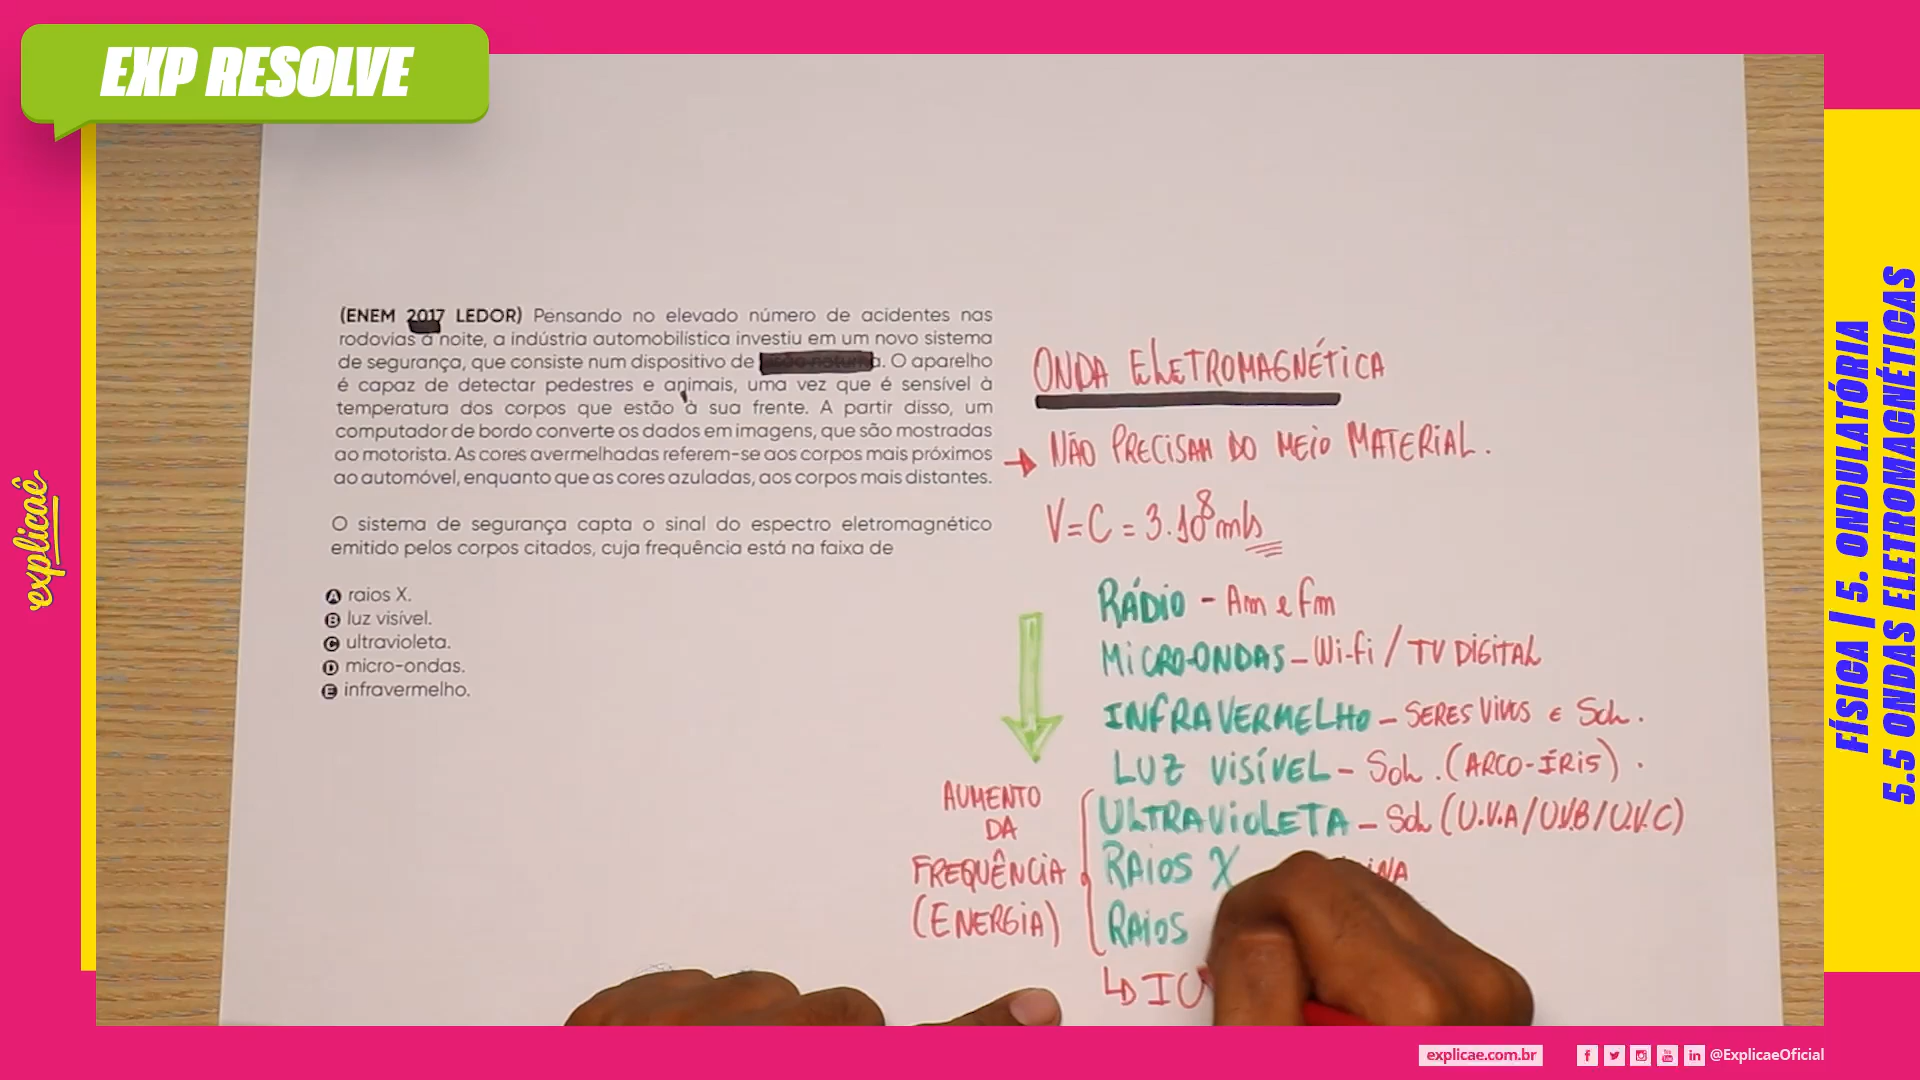 EXP RESOLVE
(ENEM 2017 LEDOR) Pensando no elevado número de acidentes nas
rodovias à noite, a indústria automobilística investiu em um novo sistema
de segurança, que consiste num dispositivo de visão noturna. O aparelho
é capaz de detectar pedestres e animais, uma vez que é sensível à
temperatura dos corpos que estão à sua frente. A partir disso, um
computador de bordo converte os dados em imagens, que são mostradas
ao motorista. As cores avermelhadas referem-se aos corpos mais próximos
ao automóvel, enquanto que as cores azuladas, aos corpos mais distantes.
O sistema de segurança capta o sinal do espectro eletromagnético
emitido pelos corpos citados, cuja frequência está na faixa de
A raios X.
B luz visível.
C ultravioleta.
D micro-ondas.
E infravermelho.
ONDA ELETROMAGNÉTICA
NÃO PRECISAM DO MEIO MATERIAL.
V = C = 3.10⁸ m/s
RÁDIO - Am e Fm
MICRO-ONDAS - Wi-fi / TV DIGITAL
INFRAVERMELHO - SERES VIVOS E SOL.
LUZ VISÍVEL - SOL. (ARCO-ÍRIS).
ULTRAVIOLETA - SOL (U.V.A/U.V.B/U.V.C)
RAIOS X
RAIOS
AUMENTO
DA
FREQUÊNCIA
(ENERGIA)
explicaê
FÍSICA | 5. ONDULATÓRIA
5.5 ONDAS ELETROMAGNÉTICAS
explicae.com.br
@ExplicaeOficial